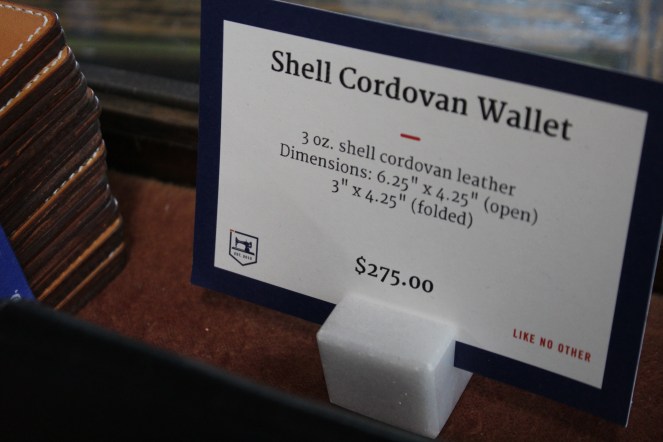 Shell Cordovan Wallet
3 oz. shell cordovan leather
Dimensions: 6.25" x 4.25" (open)
3" x 4.25" (folded)
$275.00
LIKE NO OTHER